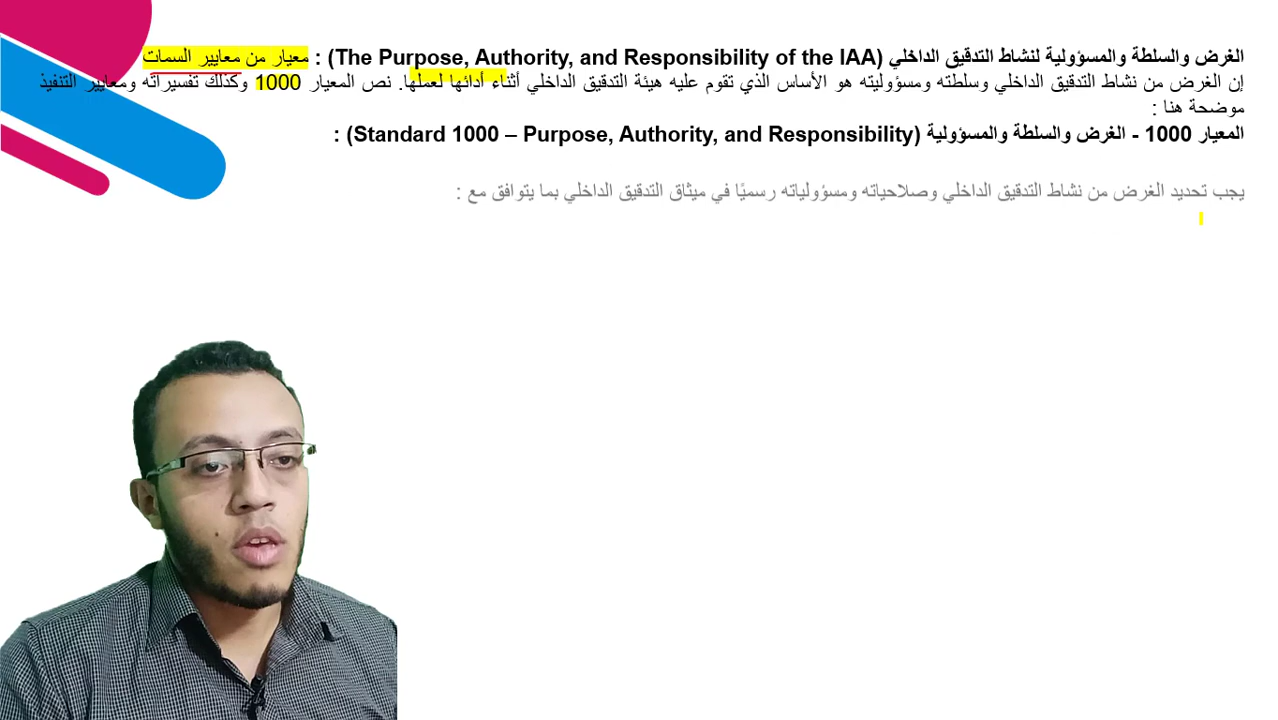 الغرض والسلطة والمسؤولية لنشاط التدقيق الداخلي (The Purpose, Authority, and Responsibility of the IAA) : معيار من معايير السمات
إن الغرض من نشاط التدقيق الداخلي وسلطته ومسؤوليته هو الأساس الذي تقوم عليه هيئة التدقيق الداخلي أثناء أدائها لعملها. نص المعيار 1000 وكذلك تفسيراته ومعايير التنفيذ
موضحة هنا :
المعيار 1000 - الغرض والسلطة والمسؤولية (Standard 1000 – Purpose, Authority, and Responsibility) :
يجب تحديد الغرض من نشاط التدقيق الداخلي وصلاحياته ومسؤولياته رسميًا في ميثاق التدقيق الداخلي بما يتوافق مع :